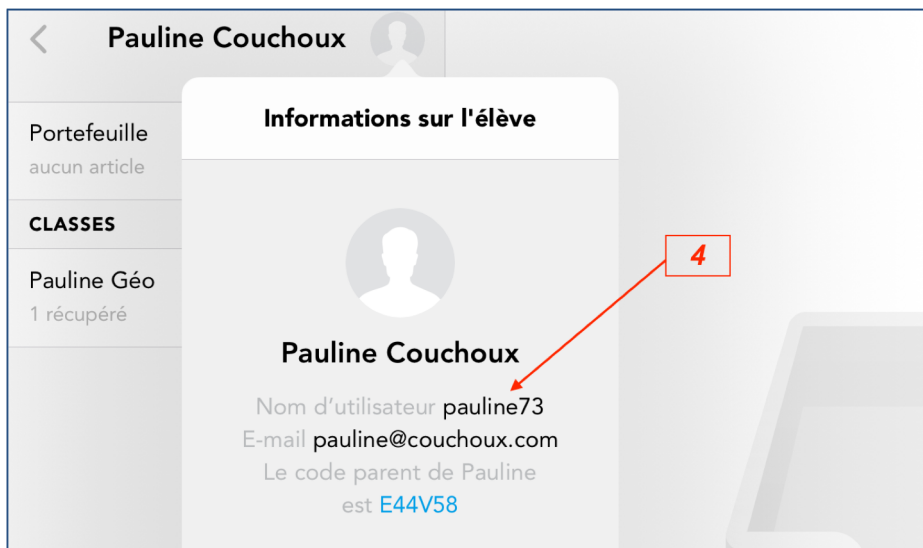 Pauline Couchoux
Informations sur l'élève
Portefeuille
aucun article
CLASSES
Pauline Géo
1 récupéré
4
Pauline Couchoux
Nom d'utilisateur pauline73
E-mail pauline@couchoux.com
Le code parent de Pauline
est E44V58